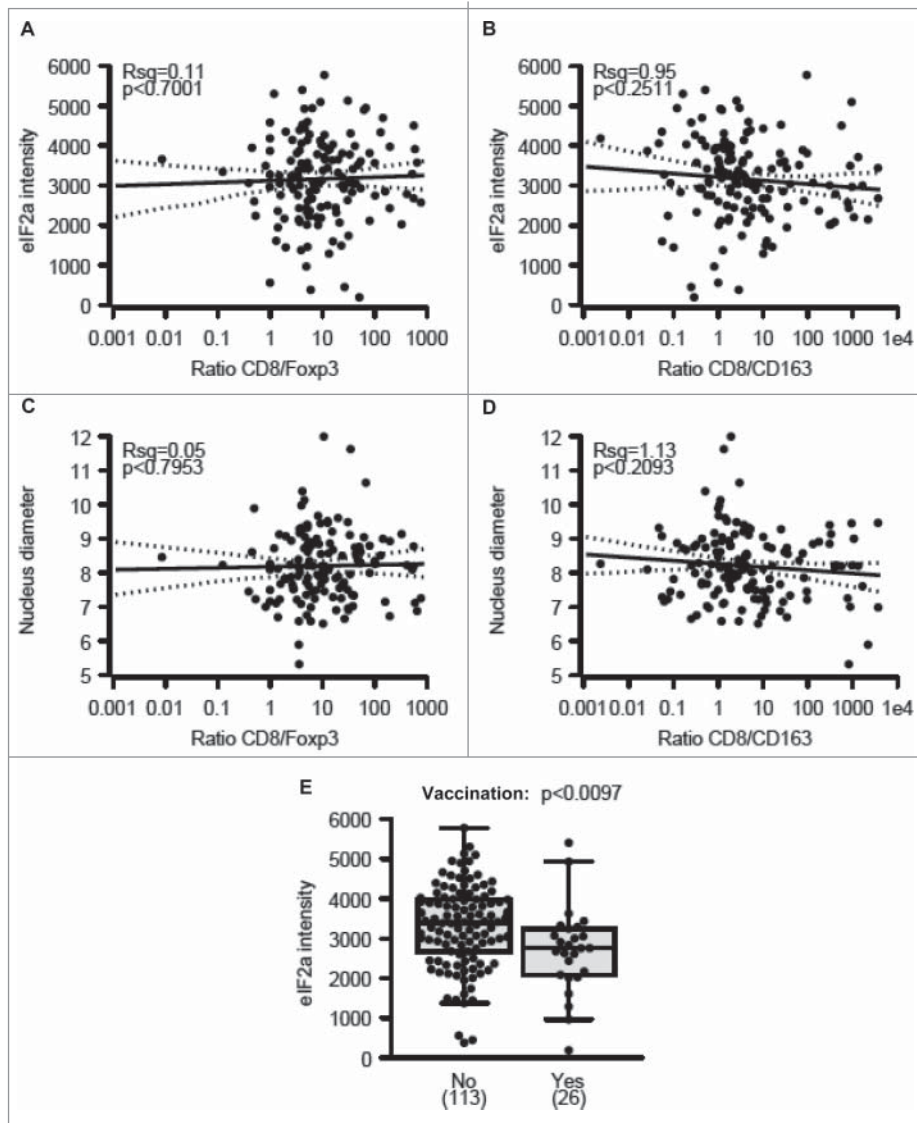 A
Rsq=0.11
p<0.7001
eIF2a intensity
6000
5000
4000
3000
2000
1000
0
0.001 0.01 0.1 1 10 100 1000
Ratio CD8/Foxp3
B
Rsq=0.95
p<0.2511
eIF2a intensity
6000
5000
4000
3000
2000
1000
0
0.001 0.01 0.1 1 10 100 1000 1e4
Ratio CD8/CD163
C
Rsq=0.05
p<0.7953
Nucleus diameter
12
11
10
9
8
7
6
5
0.001 0.01 0.1 1 10 100 1000
Ratio CD8/Foxp3
D
Rsq=1.13
p<0.2093
Nucleus diameter
12
11
10
9
8
7
6
5
0.001 0.01 0.1 1 10 100 1000 1e4
Ratio CD8/CD163
E
Vaccination: p<0.0097
eIF2a intensity
6000
5000
4000
3000
2000
1000
0
No Yes
(113) (26)